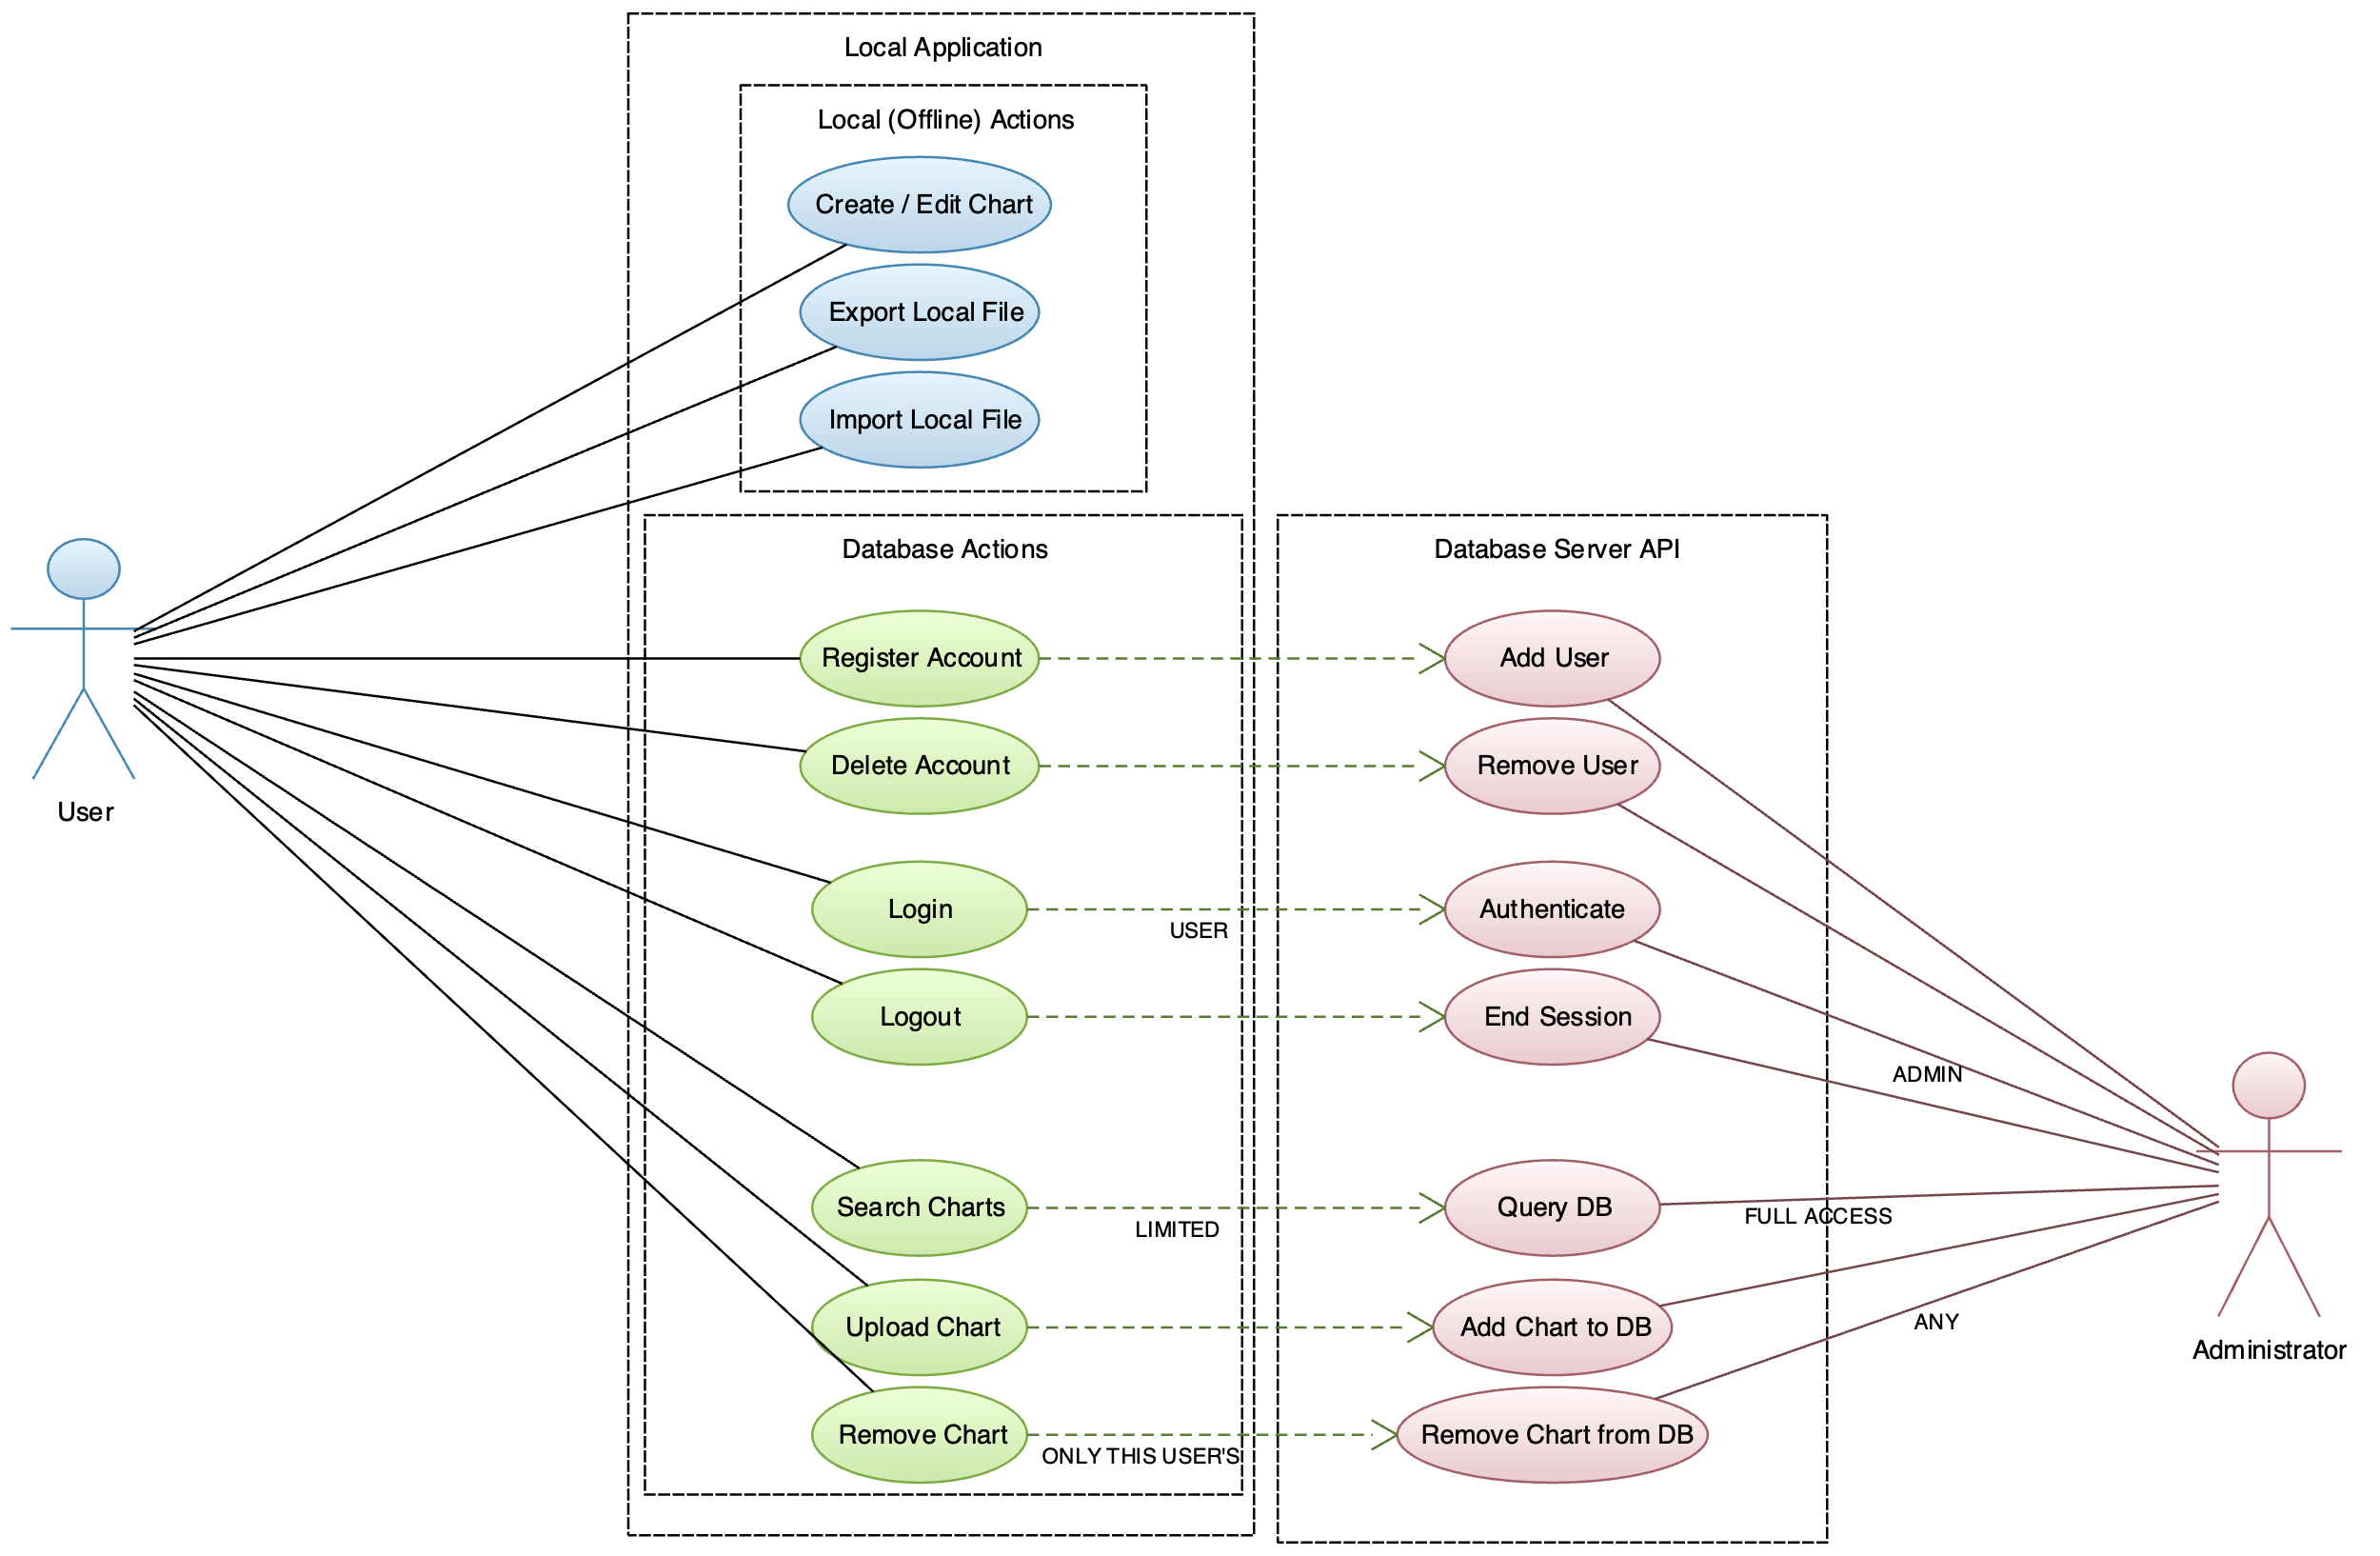 Local Application
Local (Offline) Actions
Create / Edit Chart
Export Local File
Import Local File
Database Actions
Database Server API
Register Account
Add User
Delete Account
Remove User
User
Login
USER
Authenticate
Logout
End Session
ADMIN
Search Charts
LIMITED
Query DB
FULL ACCESS
Upload Chart
Add Chart to DB
ANY
Administrator
Remove Chart
ONLY THIS USER'S
Remove Chart from DB